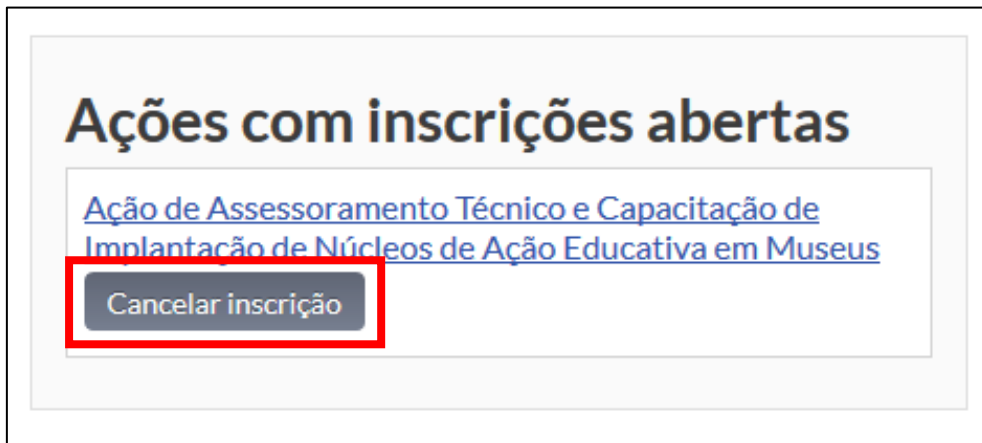 Ações com inscrições abertas
Ação de Assessoramento Técnico e Capacitação de
Implantação de Núcleos de Ação Educativa em Museus
Cancelar inscrição